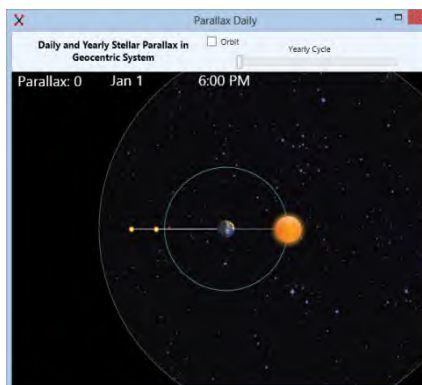 Parallax Daily
Daily and Yearly Stellar Parallax in
Geocentric System
Orbit
Yearly Cycle
Parallax: 0 Jan 1 6:00 PM